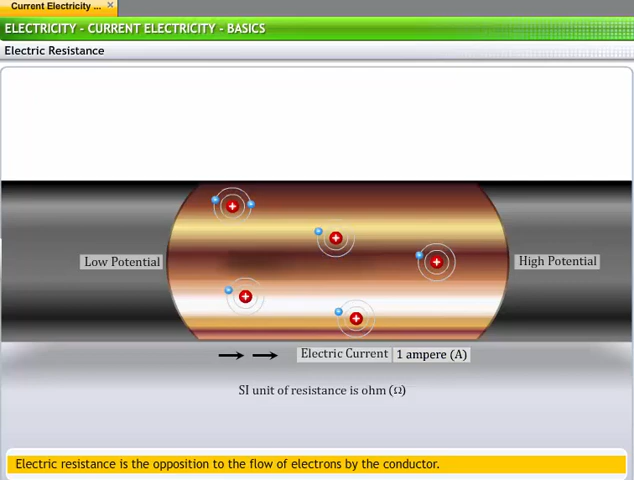 Current Electricity ... ×
ELECTRICITY - CURRENT ELECTRICITY - BASICS
Electric Resistance
Low Potential
High Potential
Electric Current 1 ampere (A)
SI unit of resistance is ohm (Ω)
Electric resistance is the opposition to the flow of electrons by the conductor.